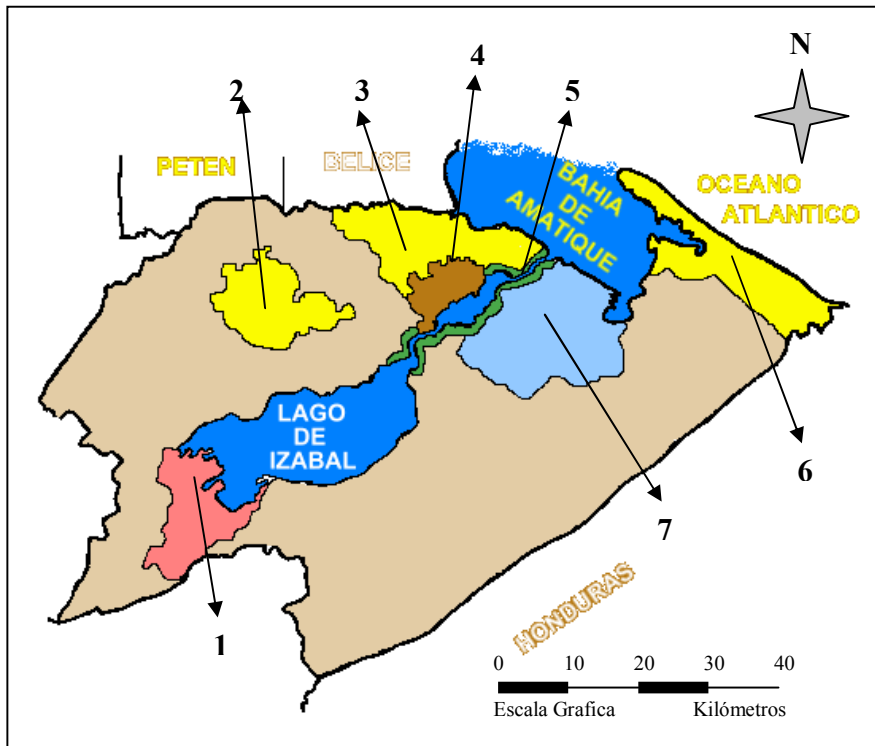 N
4
2
3
5
PETEN
BELICE
BAHIA
DE
AMATIQUE
OCEANO
ATLANTICO
LAGO
DE
IZABAL
6
7
1
HONDURAS
0 10 20 30 40
Escala Grafica Kilómetros